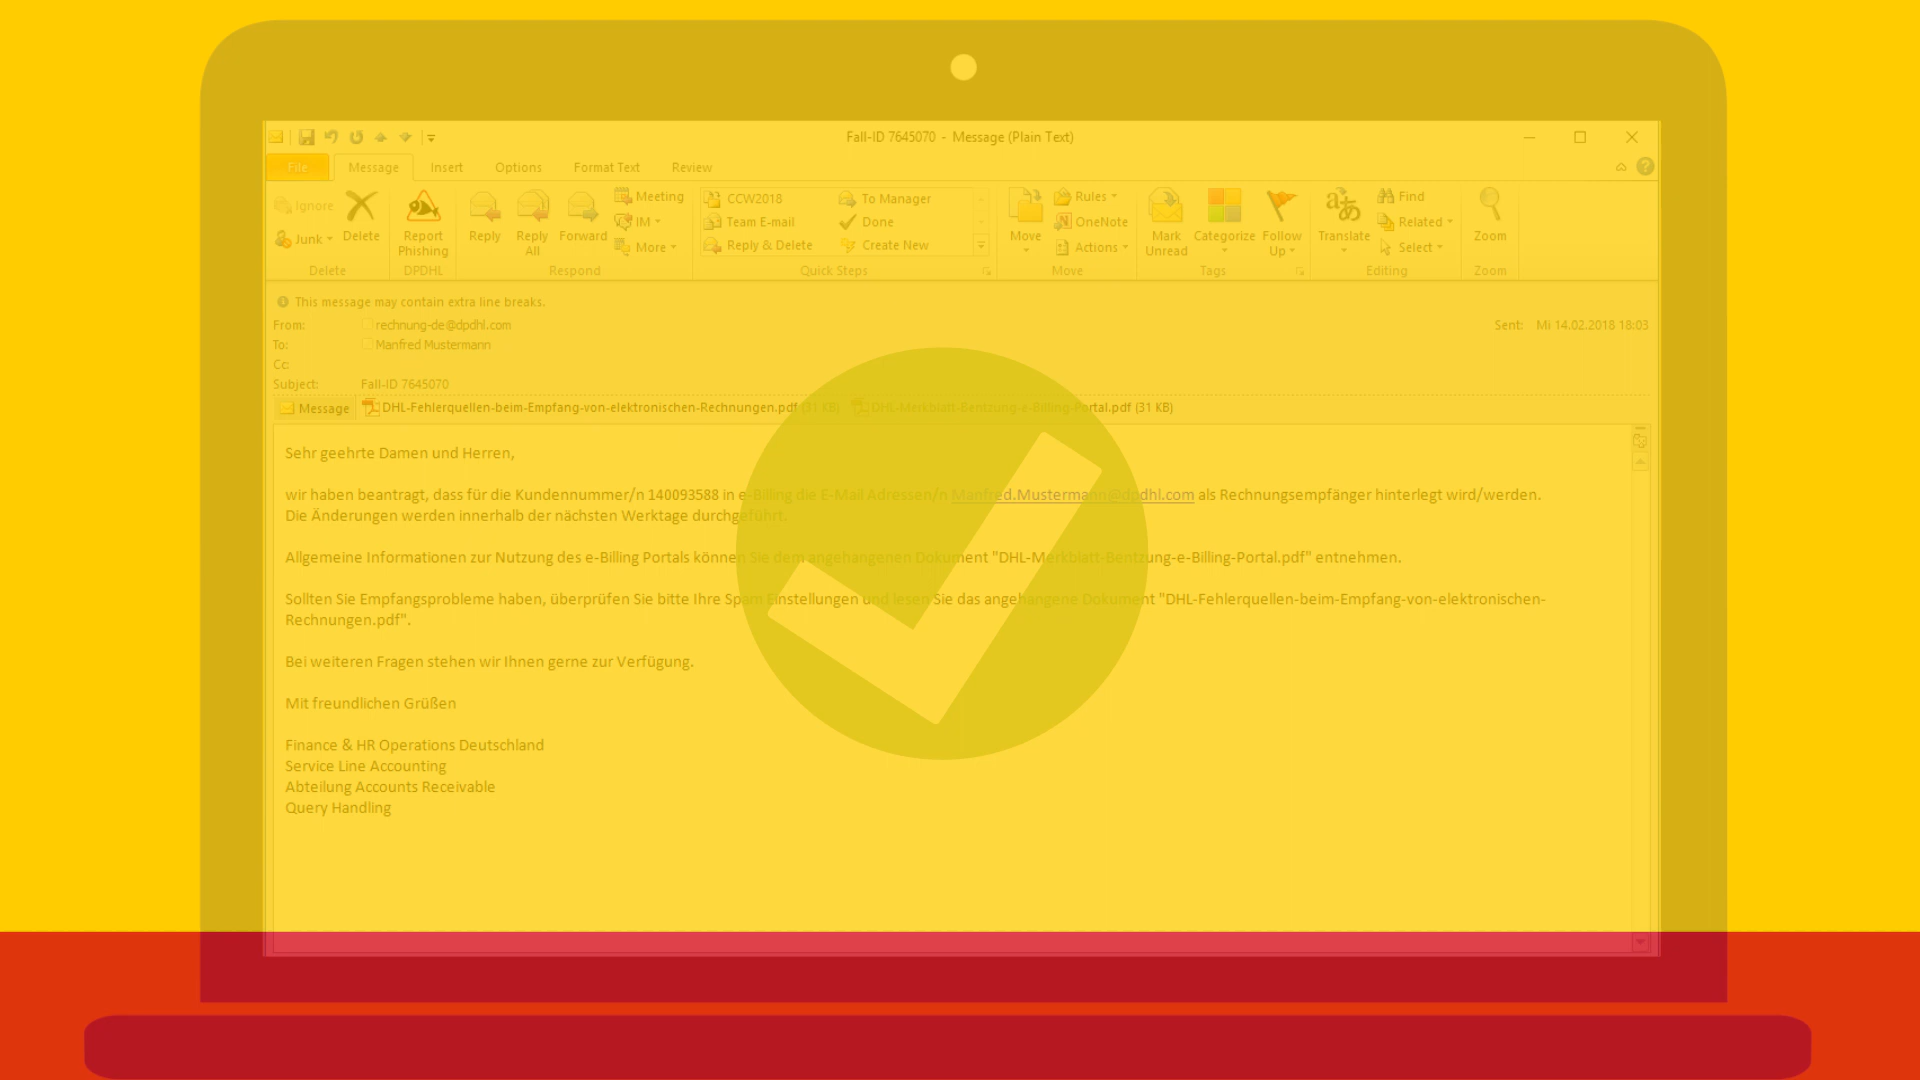 Fall-ID 7645070 - Message (Plain Text)
File Message Insert Options Format Text Review
Ignore
Junk
Delete
Delete
Report Phishing
DPDHL
Reply
Reply All
Forward
Meeting
IM
More
Respond
CCW2018
Team E-mail
Reply & Delete
To Manager
Done
Create New
Quick Steps
Move
Rules
OneNote
Actions
Move
Mark Unread
Categorize
Follow Up
Tags
Translate
Find
Related
Select
Editing
Zoom
Zoom
This message may contain extra line breaks.
From: rechnung-de@dpdhl.com
Sent: Mi 14.02.2018 18:03
To: Manfred Mustermann
Cc:
Subject: Fall-ID 7645070
Message DHL-Fehlerquellen-beim-Empfang-von-elektronischen-Rechnungen.pdf (31 KB) DHL-Merkblatt-Bentzung-e-Billing-Portal.pdf (31 KB)
Sehr geehrte Damen und Herren,
wir haben beantragt, dass für die Kundennummer/n 140093588 in e-Billing die E-Mail Adressen/n Manfred.Mustermann@dpdhl.com als Rechnungsempfänger hinterlegt wird/werden.
Die Änderungen werden innerhalb der nächsten Werktage durchgeführt.
Allgemeine Informationen zur Nutzung des e-Billing Portals können Sie dem angehangenen Dokument "DHL-Merkblatt-Bentzung-e-Billing-Portal.pdf" entnehmen.
Sollten Sie Empfangsprobleme haben, überprüfen Sie bitte Ihre Spam Einstellungen und lesen Sie das angehangene Dokument "DHL-Fehlerquellen-beim-Empfang-von-elektronischen-
Rechnungen.pdf".
Bei weiteren Fragen stehen wir Ihnen gerne zur Verfügung.
Mit freundlichen Grüßen
Finance & HR Operations Deutschland
Service Line Accounting
Abteilung Accounts Receivable
Query Handling